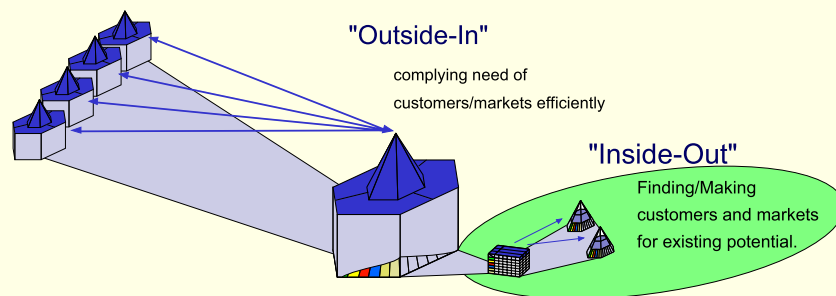 "Outside-In"
complying need of
customers/markets efficiently
"Inside-Out"
Finding/Making
customers and markets
for existing potential.